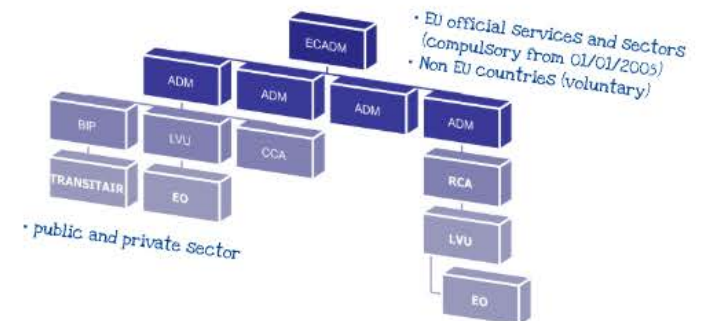 ECADM
• EU official services and sectors
(compulsory from 01/01/2005)
• Non EU countries (voluntary)
ADM
ADM
ADM
ADM
BIP
LVU
CCA
RCA
TRANSITAIR
EO
LVU
• public and private sector
EO